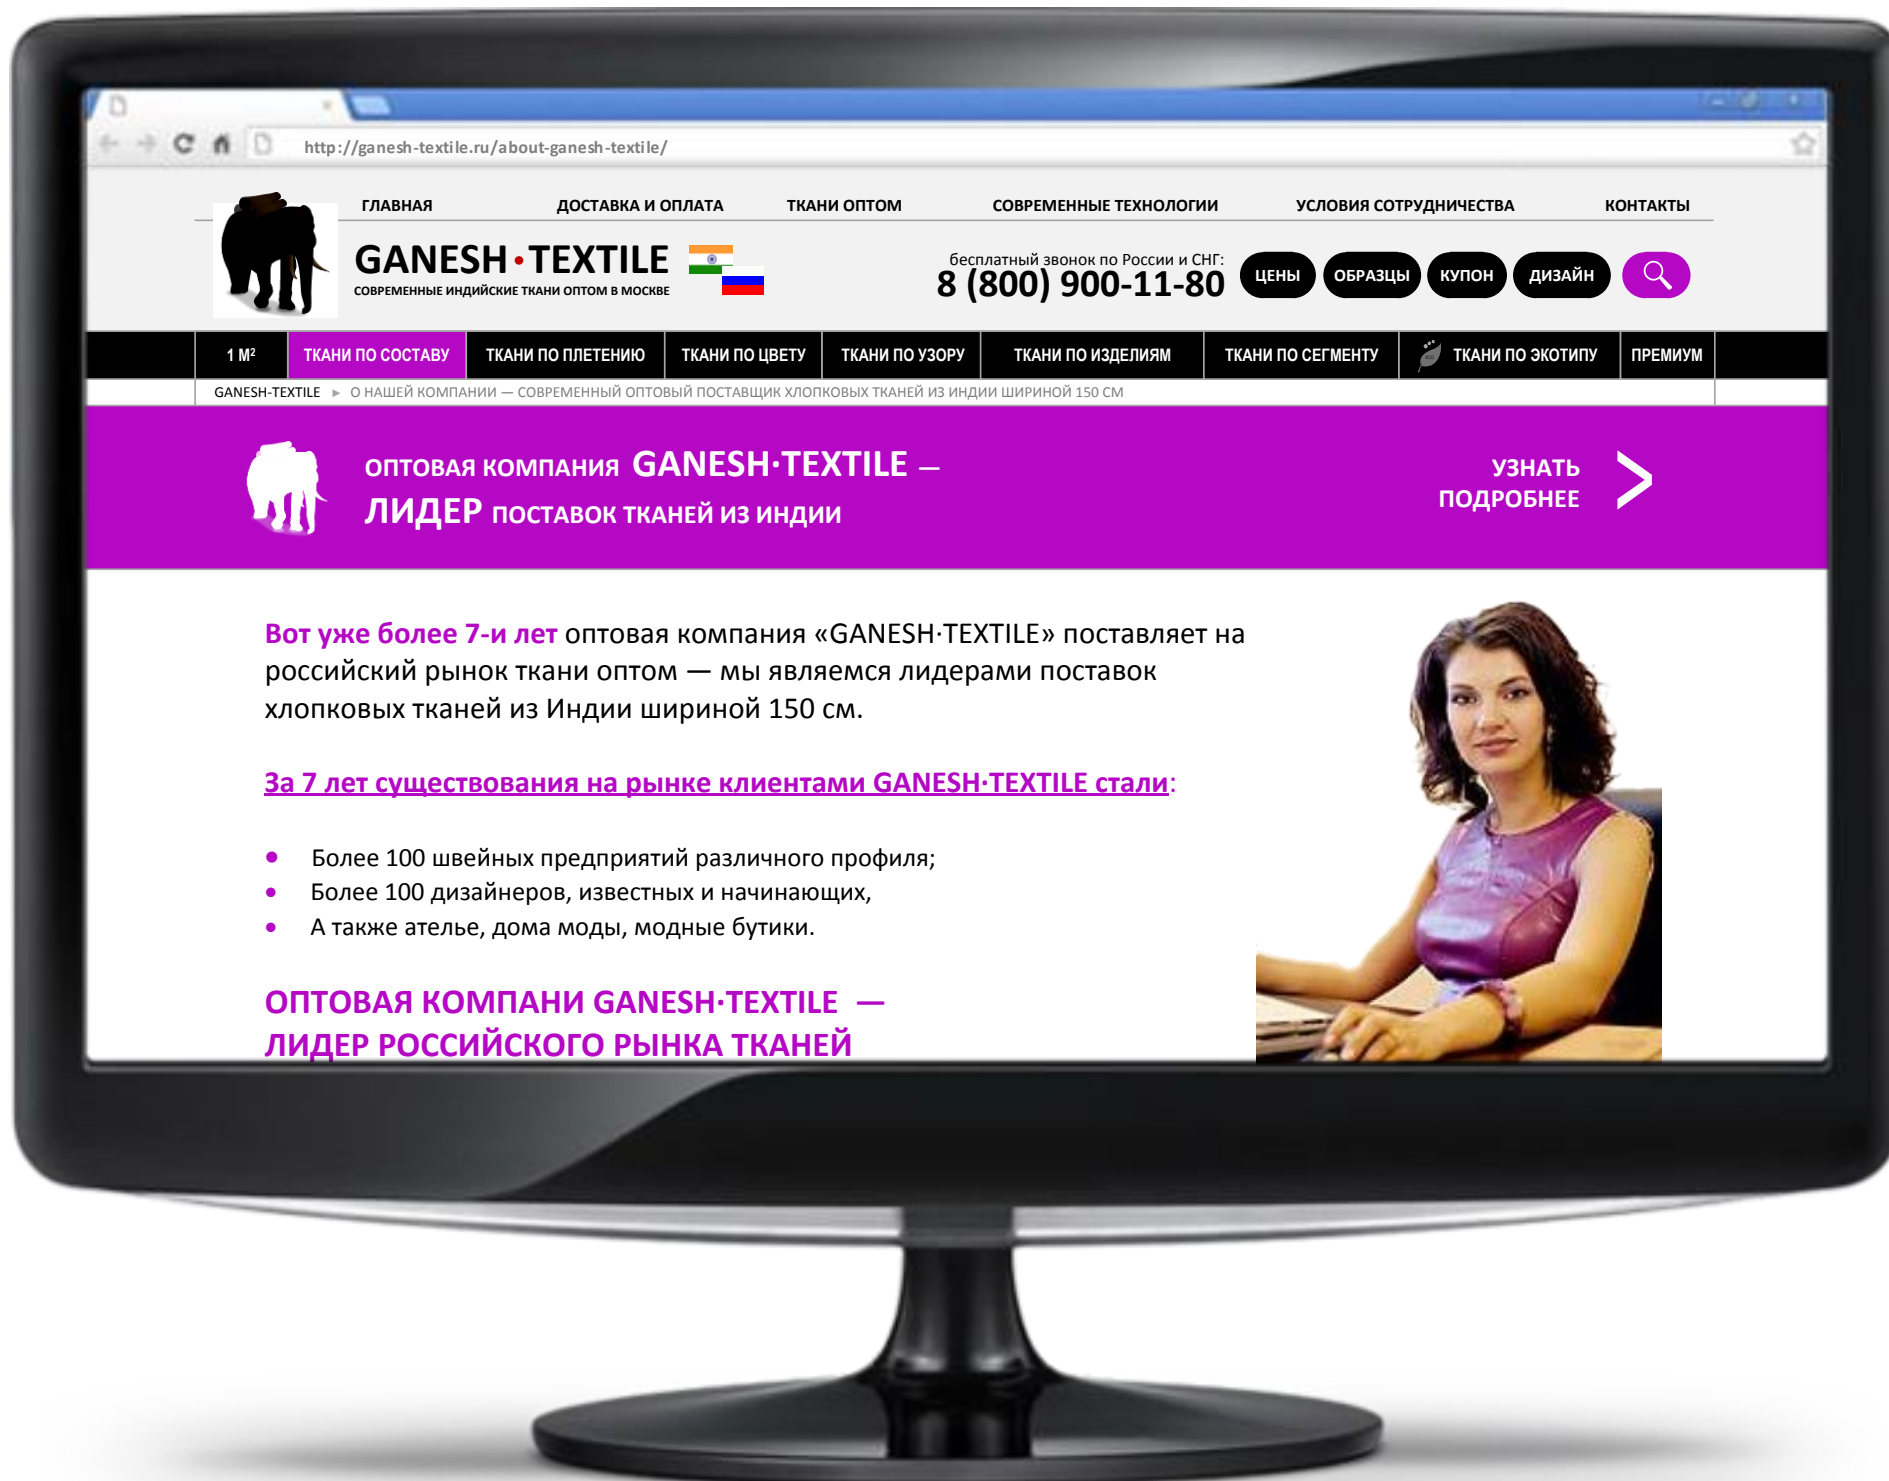 http://ganesh-textile.ru/about-ganesh-textile/
ГЛАВНАЯ ДОСТАВКА И ОПЛАТА ТКАНИ ОПТОМ СОВРЕМЕННЫЕ ТЕХНОЛОГИИ УСЛОВИЯ СОТРУДНИЧЕСТВА КОНТАКТЫ
GANESH·TEXTILE
СОВРЕМЕННЫЕ ИНДИЙСКИЕ ТКАНИ ОПТОМ В МОСКВЕ
бесплатный звонок по России и СНГ:
8 (800) 900-11-80
ЦЕНЫ ОБРАЗЦЫ КУПОН ДИЗАЙН
1 М² ТКАНИ ПО СОСТАВУ ТКАНИ ПО ПЛЕТЕНИЮ ТКАНИ ПО ЦВЕТУ ТКАНИ ПО УЗОРУ ТКАНИ ПО ИЗДЕЛИЯМ ТКАНИ ПО СЕГМЕНТУ ТКАНИ ПО ЭКОТИПУ ПРЕМИУМ
GANESH-TEXTILE ► О НАШЕЙ КОМПАНИИ — СОВРЕМЕННЫЙ ОПТОВЫЙ ПОСТАВЩИК ХЛОПКОВЫХ ТКАНЕЙ ИЗ ИНДИИ ШИРИНОЙ 150 СМ
ОПТОВАЯ КОМПАНИЯ GANESH·TEXTILE —
ЛИДЕР ПОСТАВОК ТКАНЕЙ ИЗ ИНДИИ
УЗНАТЬ
ПОДРОБНЕЕ
Вот уже более 7-и лет оптовая компания «GANESH·TEXTILE» поставляет на
российский рынок ткани оптом — мы являемся лидерами поставок
хлопковых тканей из Индии шириной 150 см.
За 7 лет существования на рынке клиентами GANESH·TEXTILE стали:
• Более 100 швейных предприятий различного профиля;
• Более 100 дизайнеров, известных и начинающих,
• А также ателье, дома моды, модные бутики.
ОПТОВАЯ КОМПАНИ GANESH·TEXTILE —
ЛИДЕР РОССИЙСКОГО РЫНКА ТКАНЕЙ